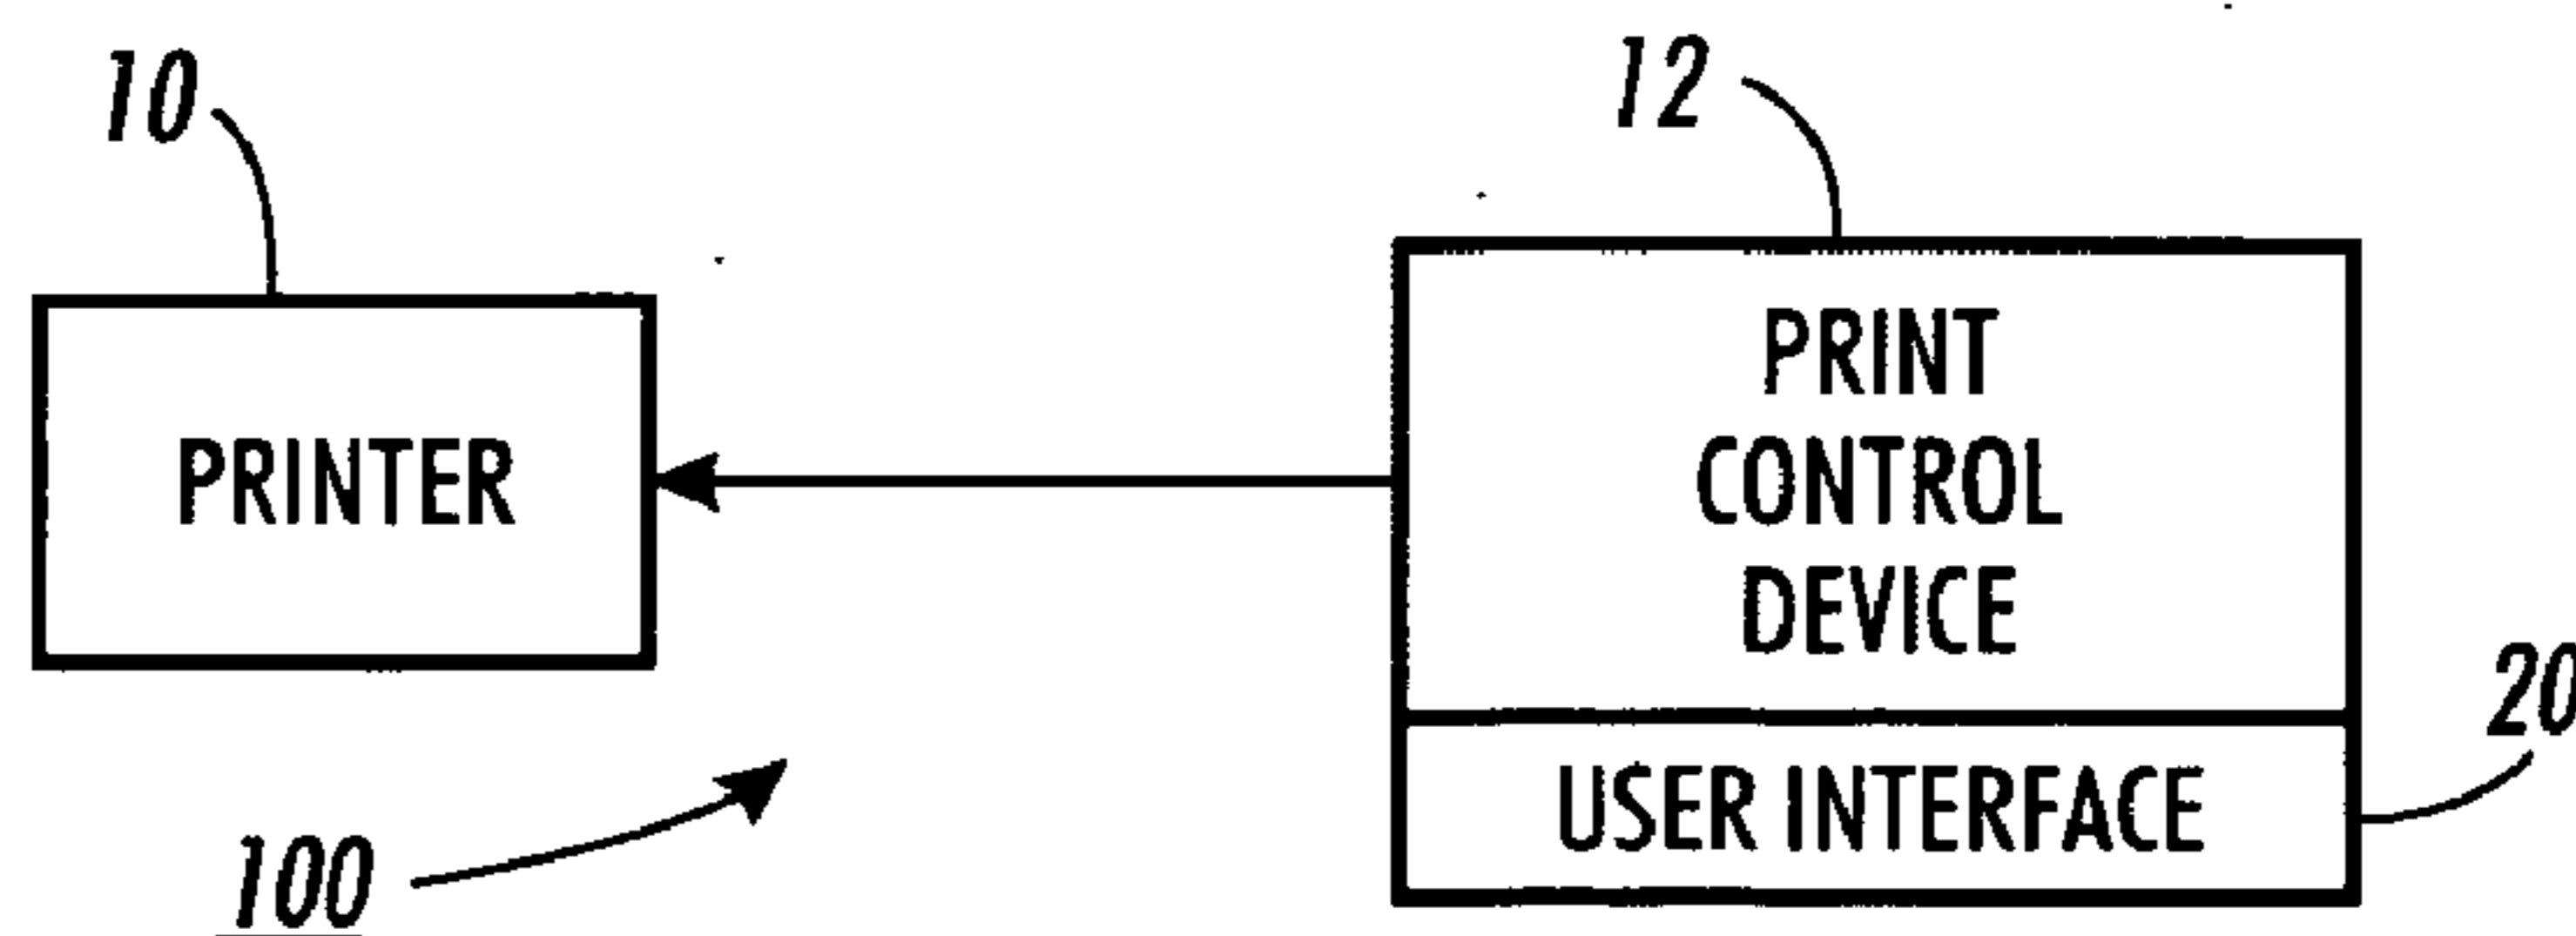 10
12
PRINTER
PRINT
CONTROL
DEVICE
USER INTERFACE
20
100